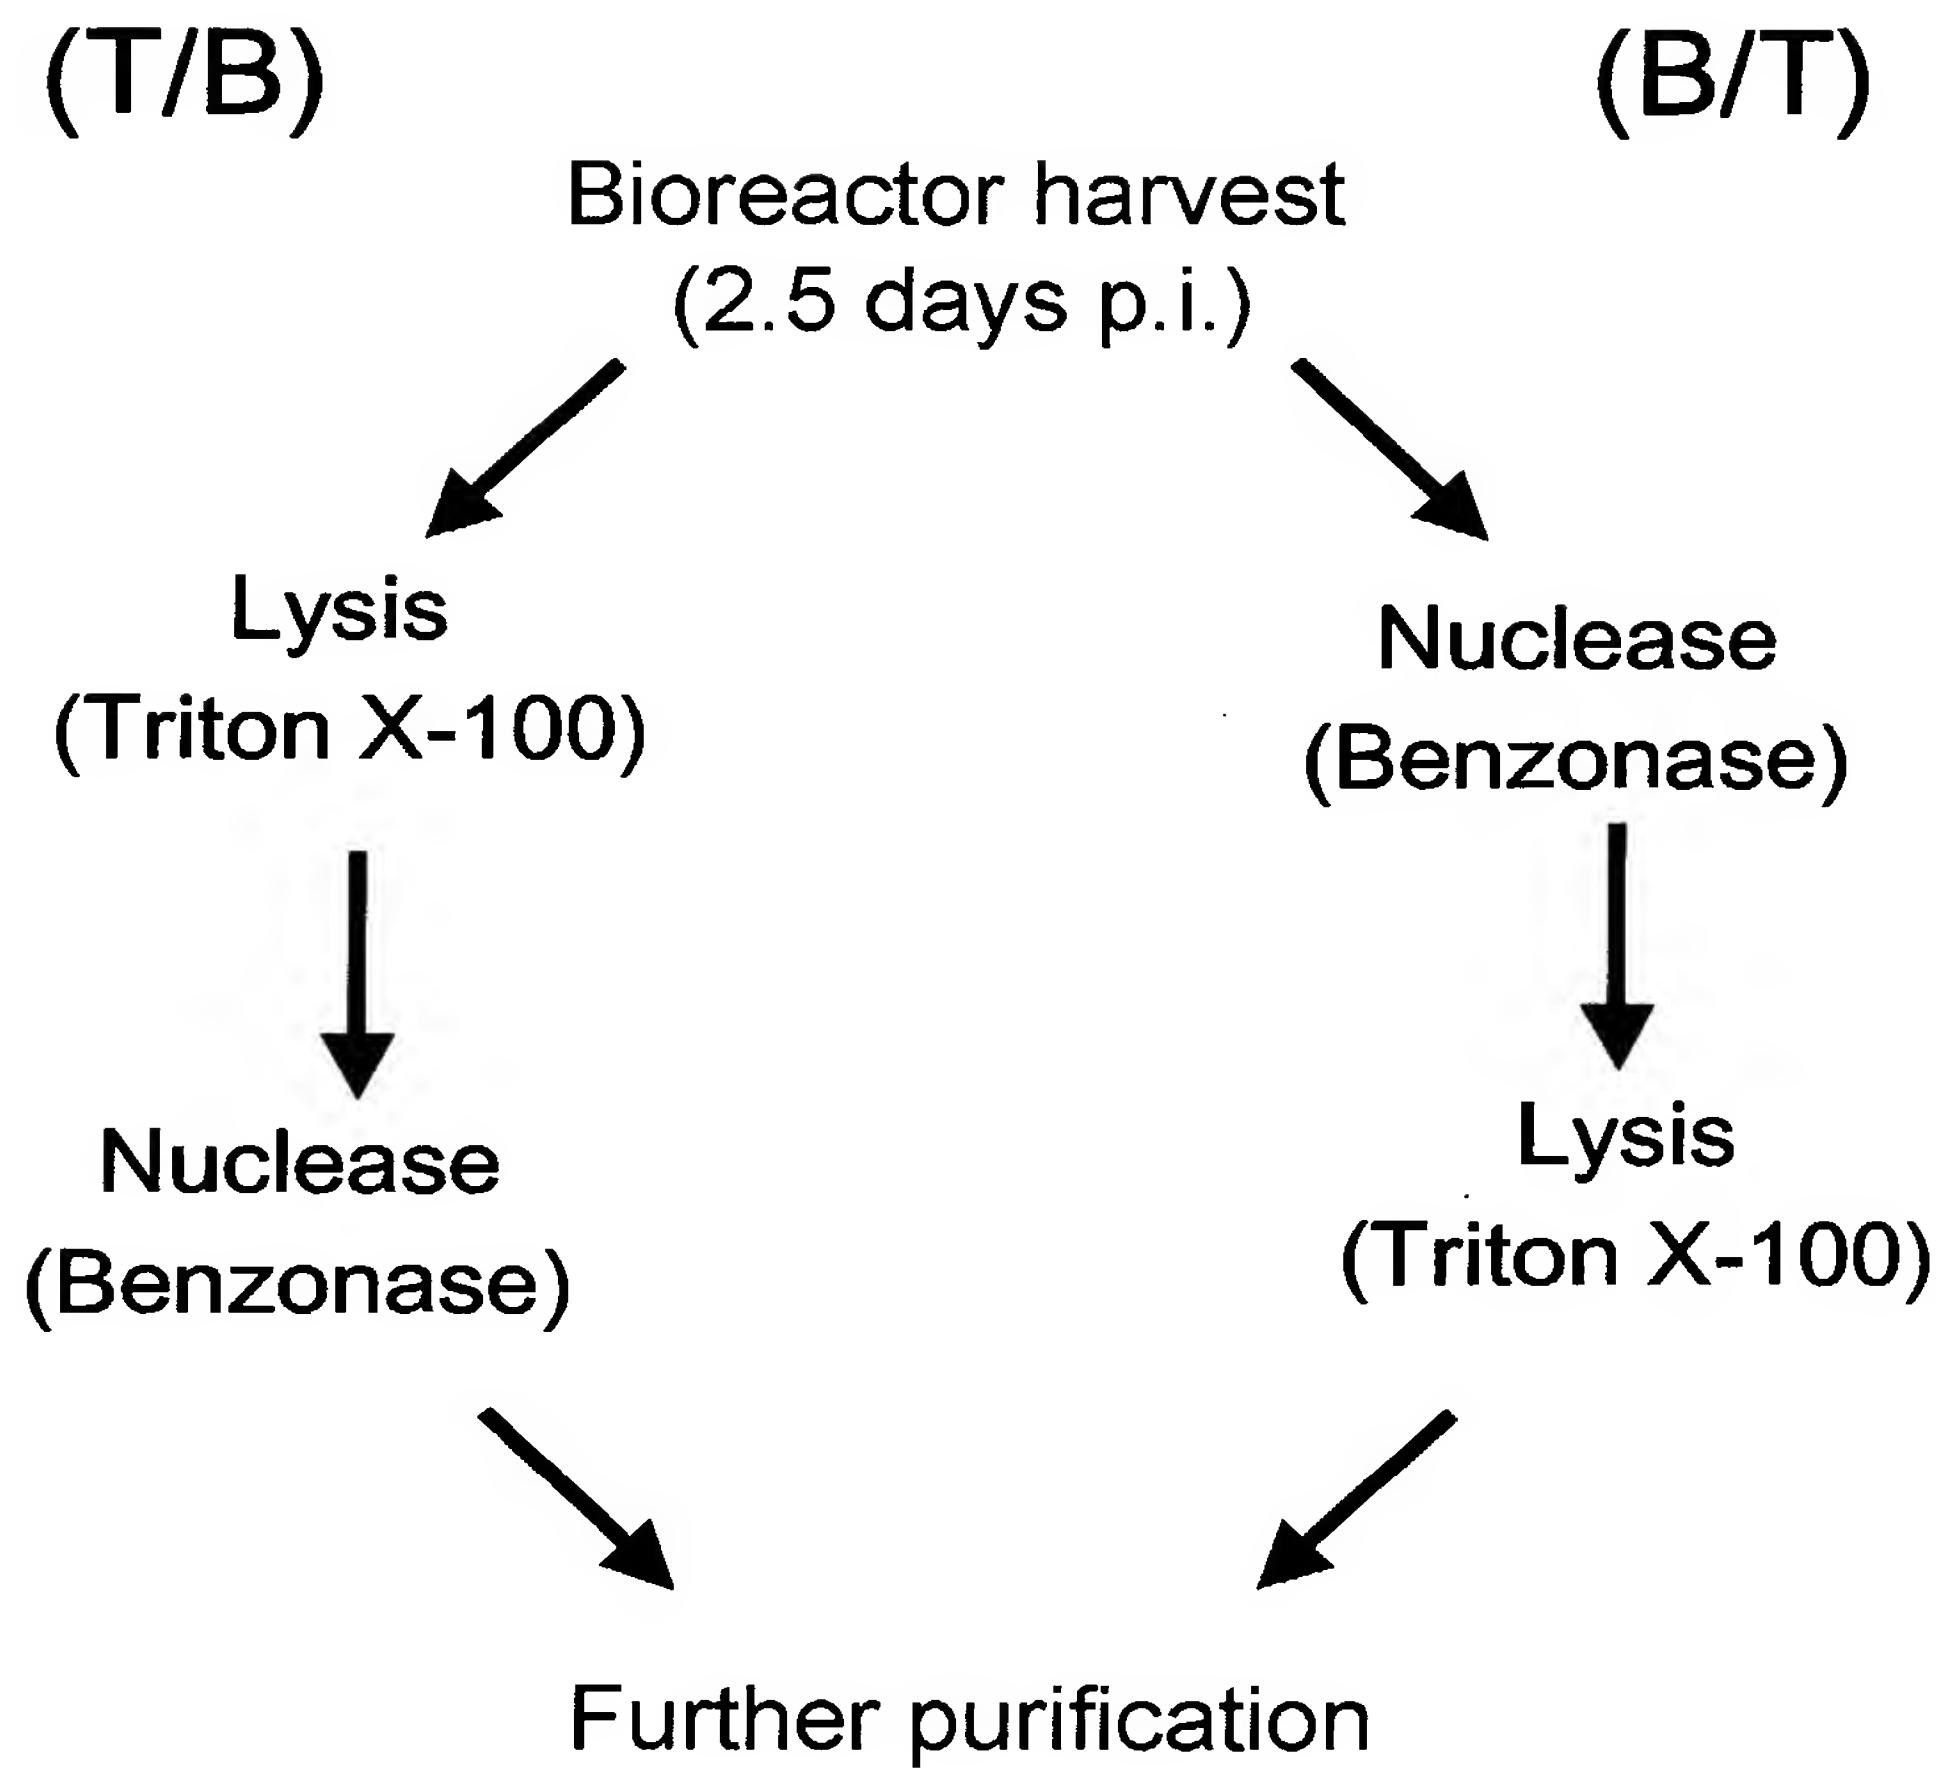 (T/B)
(B/T)
Bioreactor harvest
(2.5 days p.i.)
Lysis
(Triton X-100)
Nuclease
(Benzonase)
Nuclease
(Benzonase)
Lysis
(Triton X-100)
Further purification